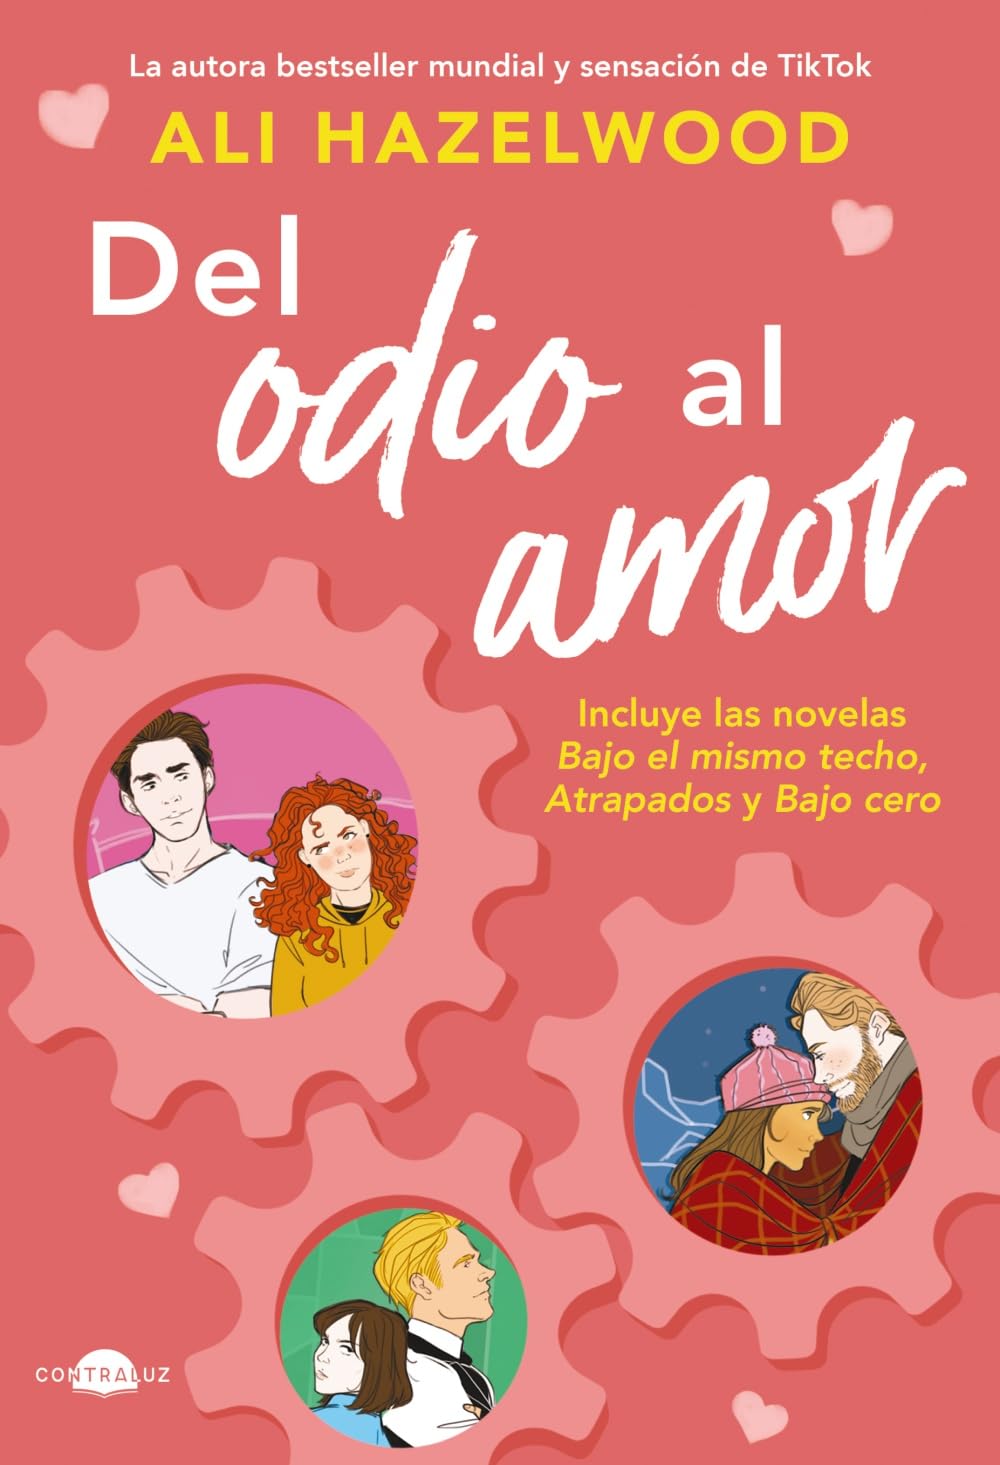 La autora bestseller mundial y sensación de TikTok
ALI HAZELWOOD
Del
odio al
amor
Incluye las novelas
Bajo el mismo techo,
Atrapados y Bajo cero
CONTRALUZ